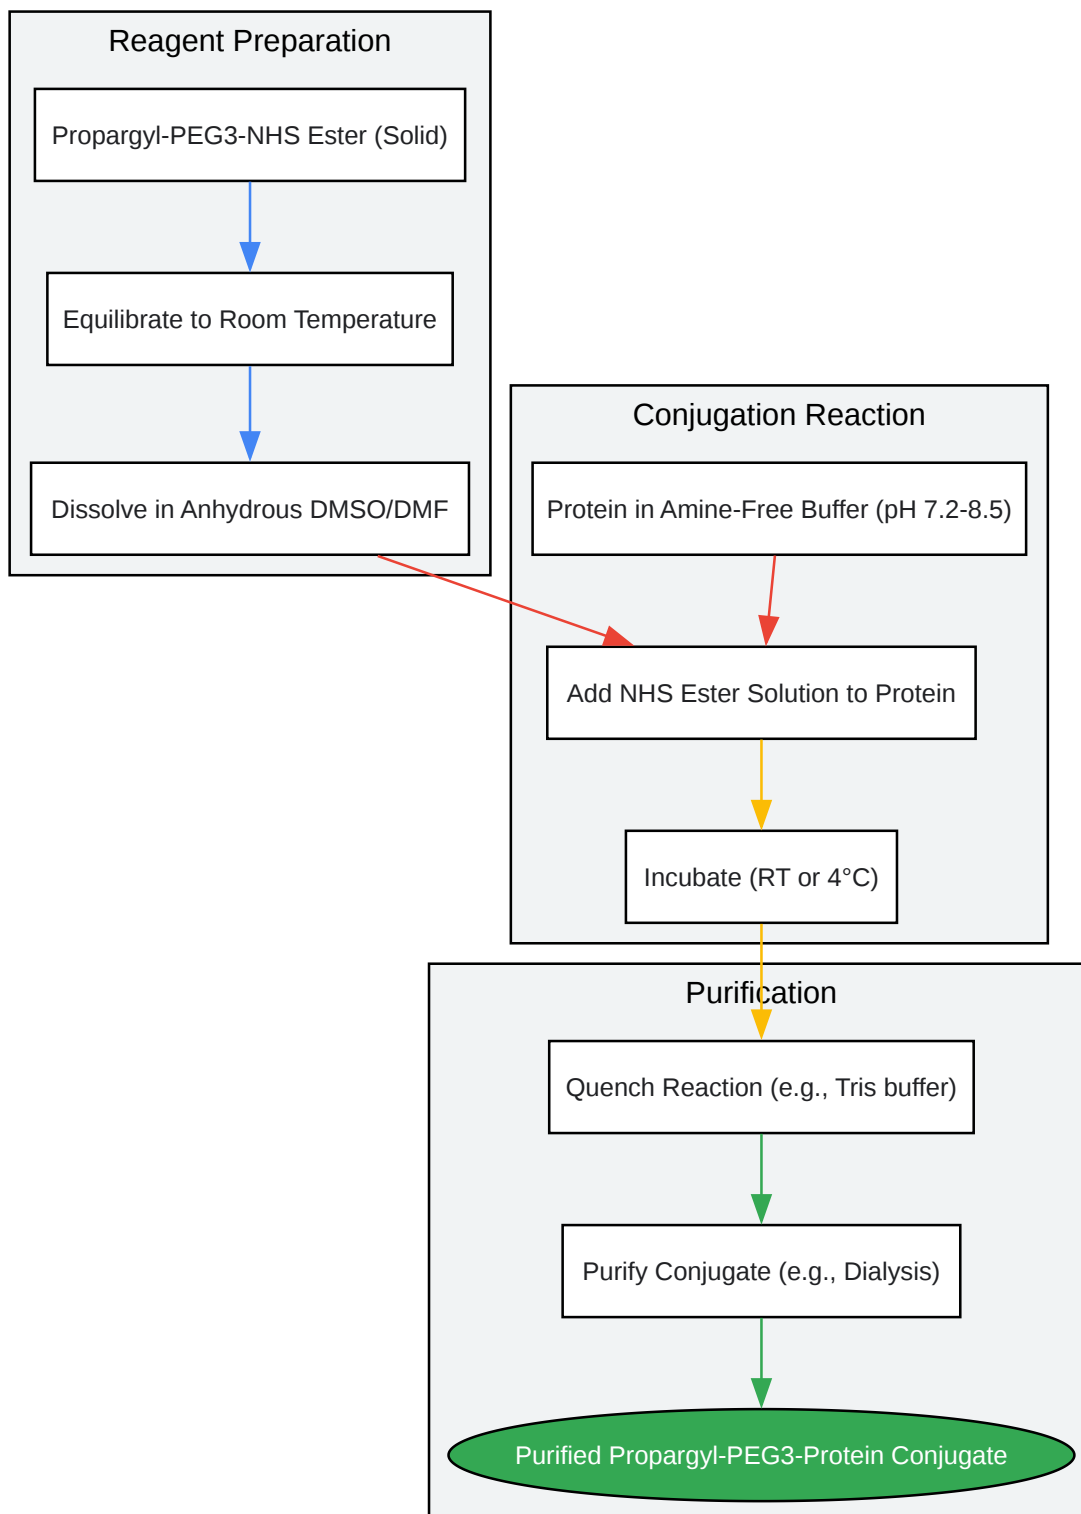 Reagent Preparation
Propargyl-PEG3-NHS Ester (Solid)
Equilibrate to Room Temperature
Dissolve in Anhydrous DMSO/DMF
Conjugation Reaction
Protein in Amine-Free Buffer (pH 7.2-8.5)
Add NHS Ester Solution to Protein
Incubate (RT or 4°C)
Purification
Quench Reaction (e.g., Tris buffer)
Purify Conjugate (e.g., Dialysis)
Purified Propargyl-PEG3-Protein Conjugate